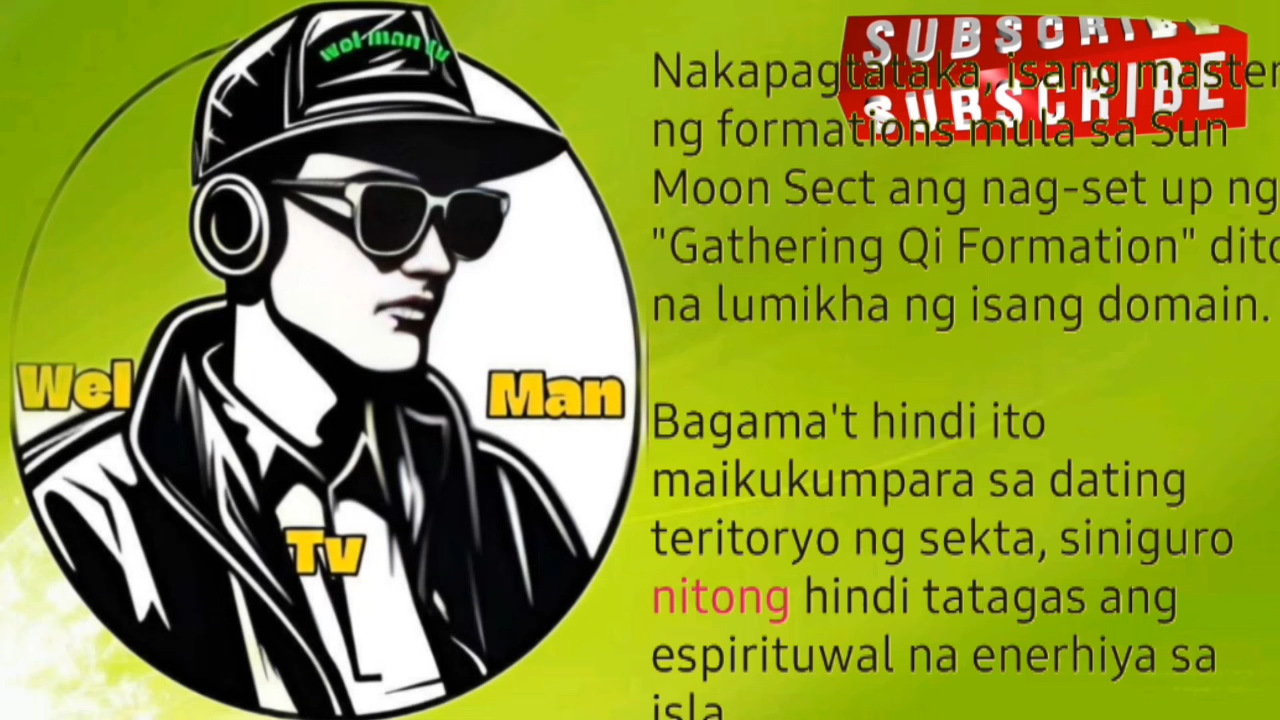 wel man tv
Wel
Man
Tv
SUBSCRIBE
SUBSCRIBE
Nakapagtataka, isang master
ng formations mula sa Sun
Moon Sect ang nag-set up ng
"Gathering Qi Formation" dito
na lumikha ng isang domain.
Bagama't hindi ito
maikukumpara sa dating
teritoryo ng sekta, siniguro
nitong hindi tatagas ang
espirituwal na enerhiya sa
isla